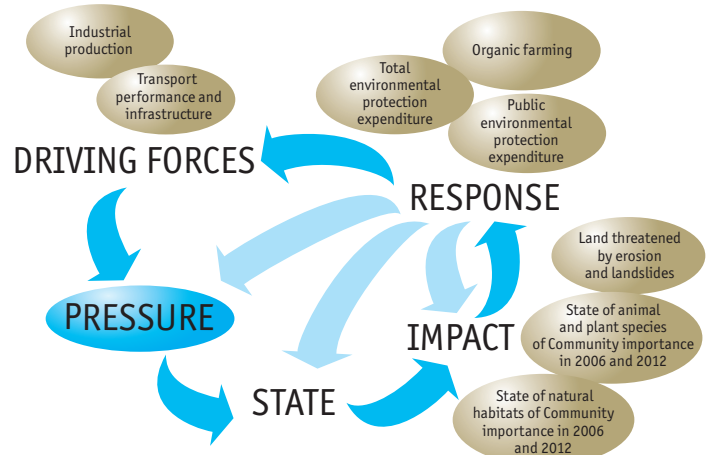 Industrial
production
Transport
performance and
infrastructure
Total
environmental
protection
expenditure
Organic farming
Public
environmental
protection
expenditure
DRIVING FORCES
RESPONSE
PRESSURE
IMPACT
STATE
Land threatened
by erosion
and landslides
State of animal
and plant species
of Community importance
in 2006 and 2012
State of natural
habitats of Community
importance in 2006
and 2012